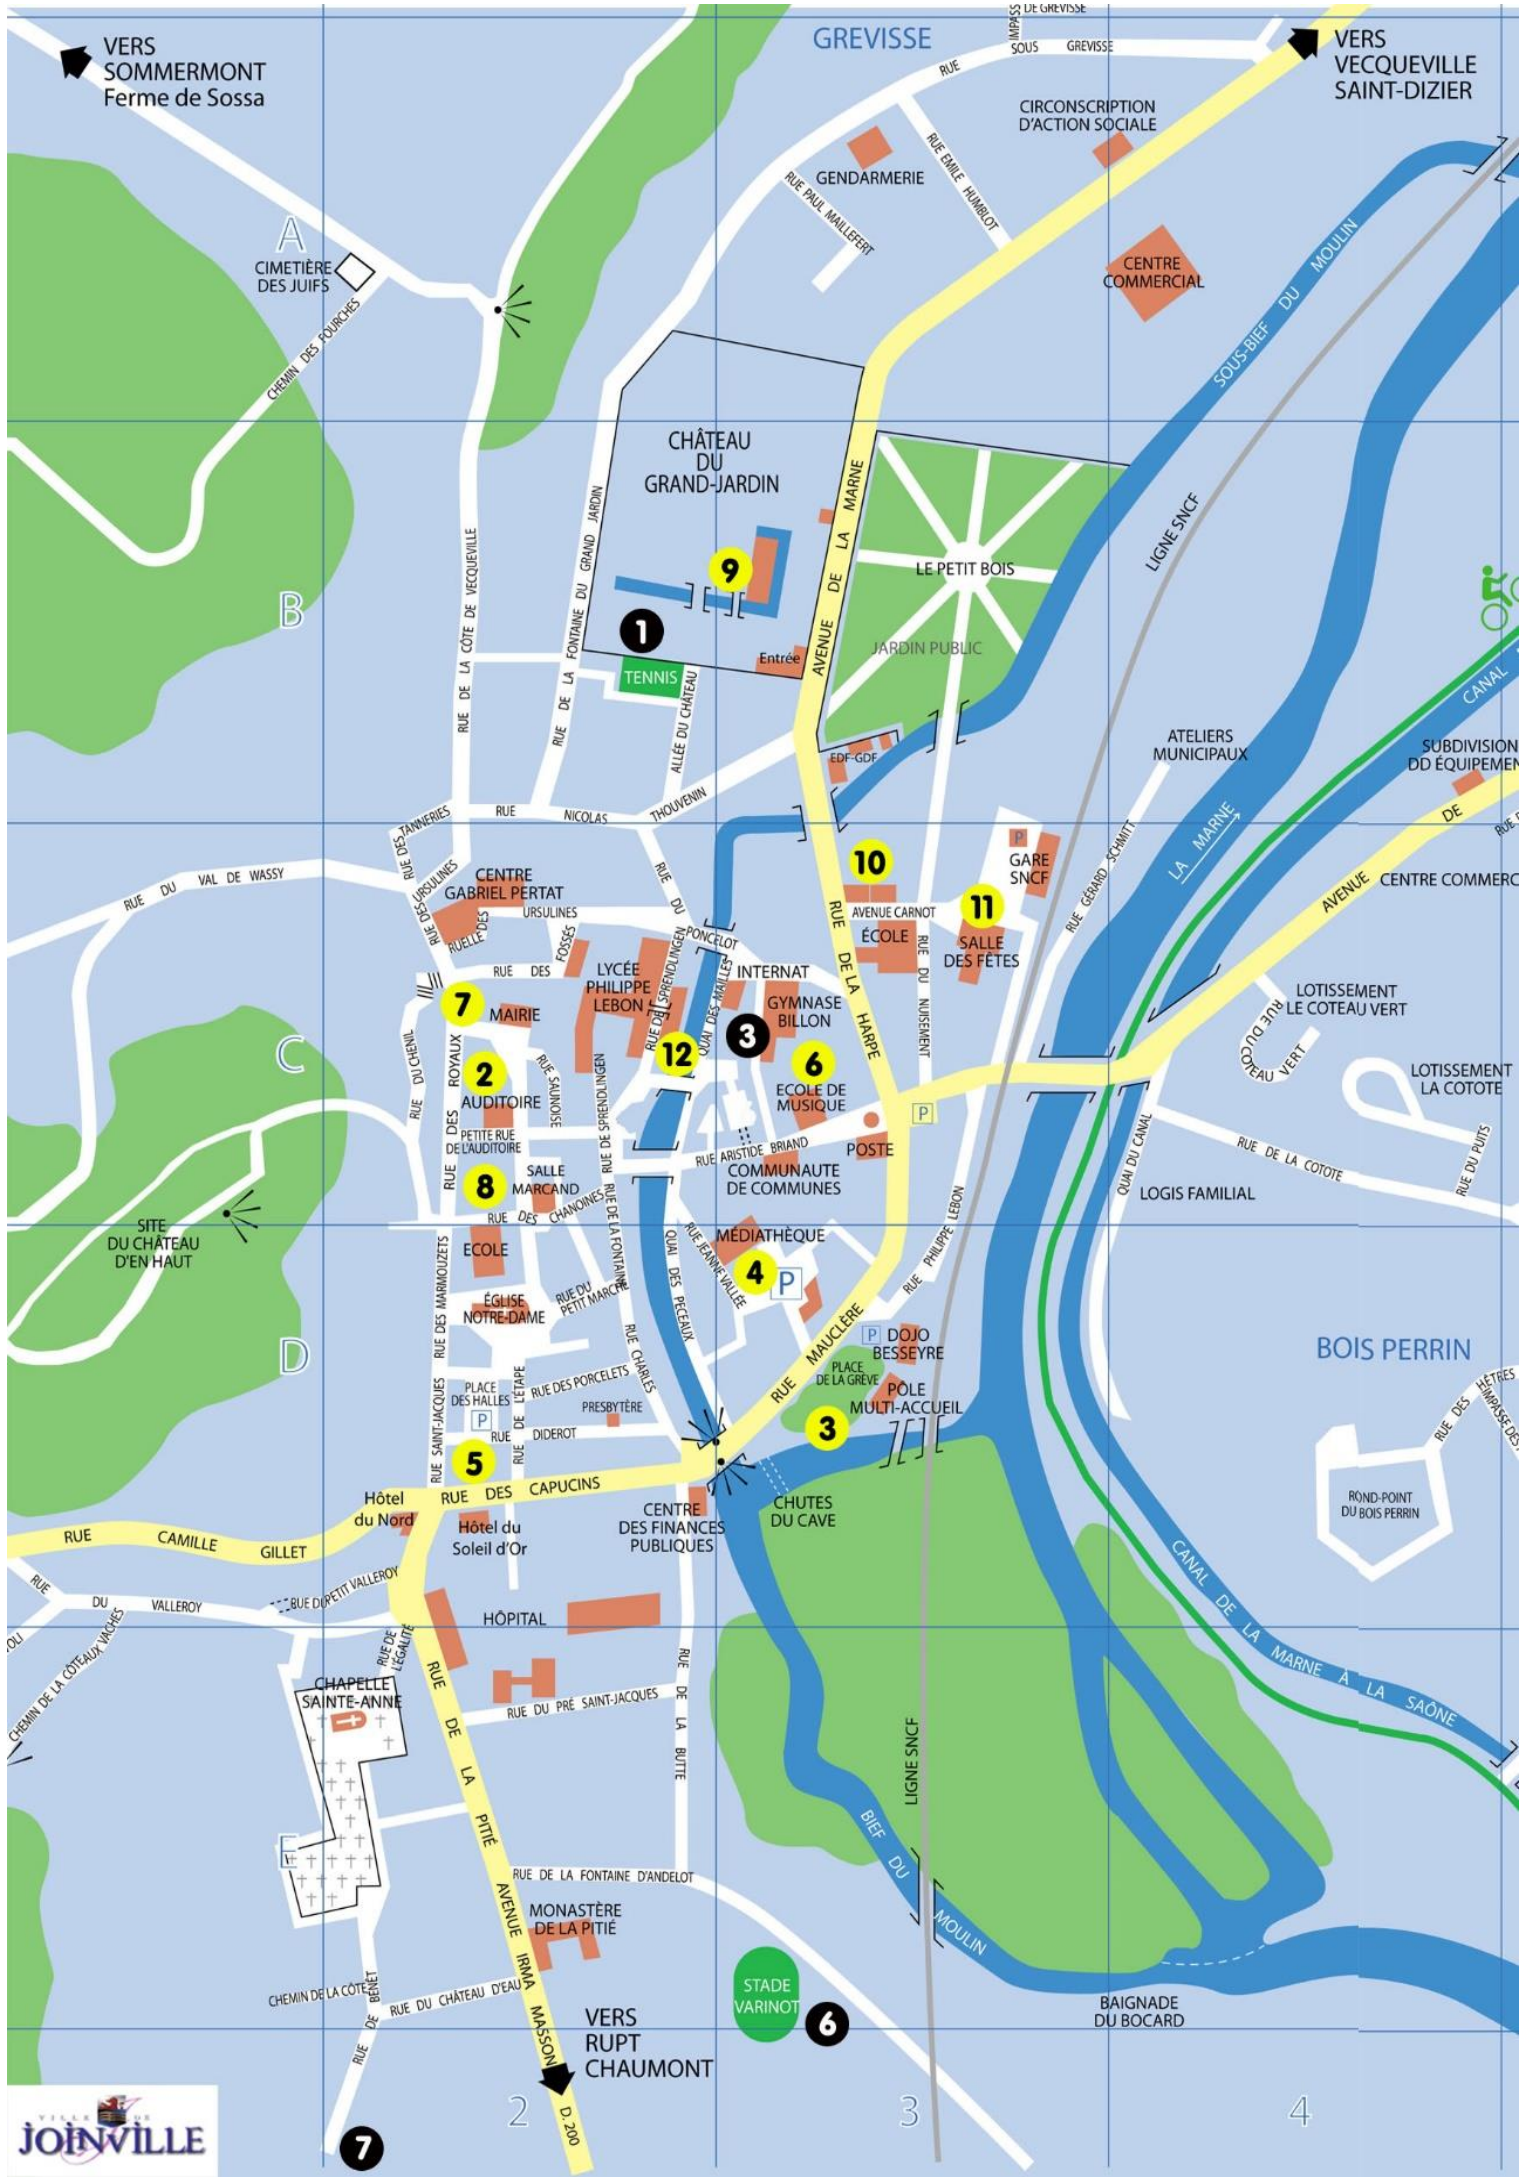 IMPASS
DE GREVISSE
GREVISSE
SOUS GREVISSE
RUE
VERS
SOMMERMONT
Ferme de Sossa
VERS
VECQUEVILLE
SAINT-DIZIER
CIRCONSCRIPTION
D'ACTION SOCIALE
GENDARMERIE
RUE EMILE HUMBLOT
RUE PAUL MAILLEFERT
A
CIMETIÈRE
DES JUIFS
CHEMIN DES FOURCHES
CENTRE
COMMERCIAL
SOUS-BIEF DU MOULIN
CHÂTEAU
DU
GRAND-JARDIN
AVENUE DE LA MARNE
LIGNE SNCF
RUE DE LA CÔTE DE VECQUEVILLE
RUE DE LA FONTAINE DU GRAND JARDIN
9
LE PETIT BOIS
B
1
JARDIN PUBLIC
Entrée
TENNIS
ALLÉE DU CHÂTEAU
CANAL
ATELIERS
MUNICIPAUX
SUBDIVISION
DD ÉQUIPEMEN
EDF-GDF
RUE NICOLAS THOUVENIN
RUE DES TANNERIES
LA MARNE
AVENUE DE
RUE GÉRARD SCHMITT
P
GARE
SNCF
10
RUE DU VAL DE WASSY
RUE DES URSULINES
CENTRE
GABRIEL PERTAT
RUELLE DES URSULINES
RUE DU PONCELOT
AVENUE CARNOT
11
CENTRE COMMERC
ÉCOLE
SALLE
DES FÊTES
RUE DES FOSSÉS
LYCÉE
PHILIPPE
LEBON
RUE DE SPRENDLINGEN
INTERNAT
QUAI DES MAILLES
GYMNASE
BILLON
RUE DE LA HARPE
RUE DU NUISEMENT
LOTISSEMENT
LE COTEAU VERT
RUE DU COTEAU VERT
7
MAIRIE
3
12
6
C
RUE DU CHENIL
RUE DES ROYAUX
2
AUDITOIRE
RUE SAUNOISE
RUE DE SPRENDLINGEN
ECOLE DE
MUSIQUE
P
LOTISSEMENT
LA COTOTE
PETITE RUE
DE L'AUDITOIRE
POSTE
RUE ARISTIDE BRIAND
COMMUNAUTE
DE COMMUNES
QUAI DU CANAL
RUE DE LA COTOTE
RUE DU PUITS
8
SALLE
MARCAND
RUE DES CHANOINES
LOGIS FAMILIAL
SITE
DU CHÂTEAU
D'EN HAUT
ECOLE
RUE DE LA FONTAINE
QUAI DES PECEAUX
RUE JEANNE VALLÉE
MÉDIATHÈQUE
4
P
RUE PHILIPPE LEBON
RUE DES MARMOUZETS
ÉGLISE
NOTRE-DAME
RUE DU
PETIT MARCHÉ
RUE MAUCLÈRE
P
DOJO
BESSEYRE
BOIS PERRIN
D
RUE CHARLES
PLACE
DE LA GRÈVE
PÔLE
MULTI-ACCUEIL
RUE SAINT-JACQUES
PLACE
DES HALLES
P
RUE DE L'ÉTAPE
RUE DES PORCELETS
PRESBYTÈRE
RUE DIDEROT
3
RUE DES HÊTRES
IMPASSE DES
5
RUE DES CAPUCINS
Hôtel
du Nord
Hôtel du
Soleil d'Or
CENTRE
DES FINANCES
PUBLIQUES
CHUTES
DU CAVE
ROND-POINT
DU BOIS PERRIN
RUE CAMILLE GILLET
RUE DU VALLEROY
RUE DU PETIT VALLEROY
CHEMIN DE LA CÔTE AUX VACHES
RUE DE
L'ÉGALITÉ
HÔPITAL
CANAL DE LA MARNE À LA SAÔNE
CHAPELLE
SAINTE-ANNE
RUE DU PRÉ SAINT-JACQUES
RUE DE LA BUTTE
RUE DE LA PITIÉ
LIGNE SNCF
BIEF DU MOULIN
E
RUE DE LA FONTAINE D'ANDELOT
AVENUE IRMA MASSON
MONASTÈRE
DE LA PITIÉ
CHEMIN DE LA CÔTE
RUE DE BENET
RUE DU CHÂTEAU D'EAU
STADE
VARINOT
6
BAIGNADE
DU BOCARD
VERS
RUPT
CHAUMONT
D. 200
2
3
4
7
VILLE DE
JOINVILLE